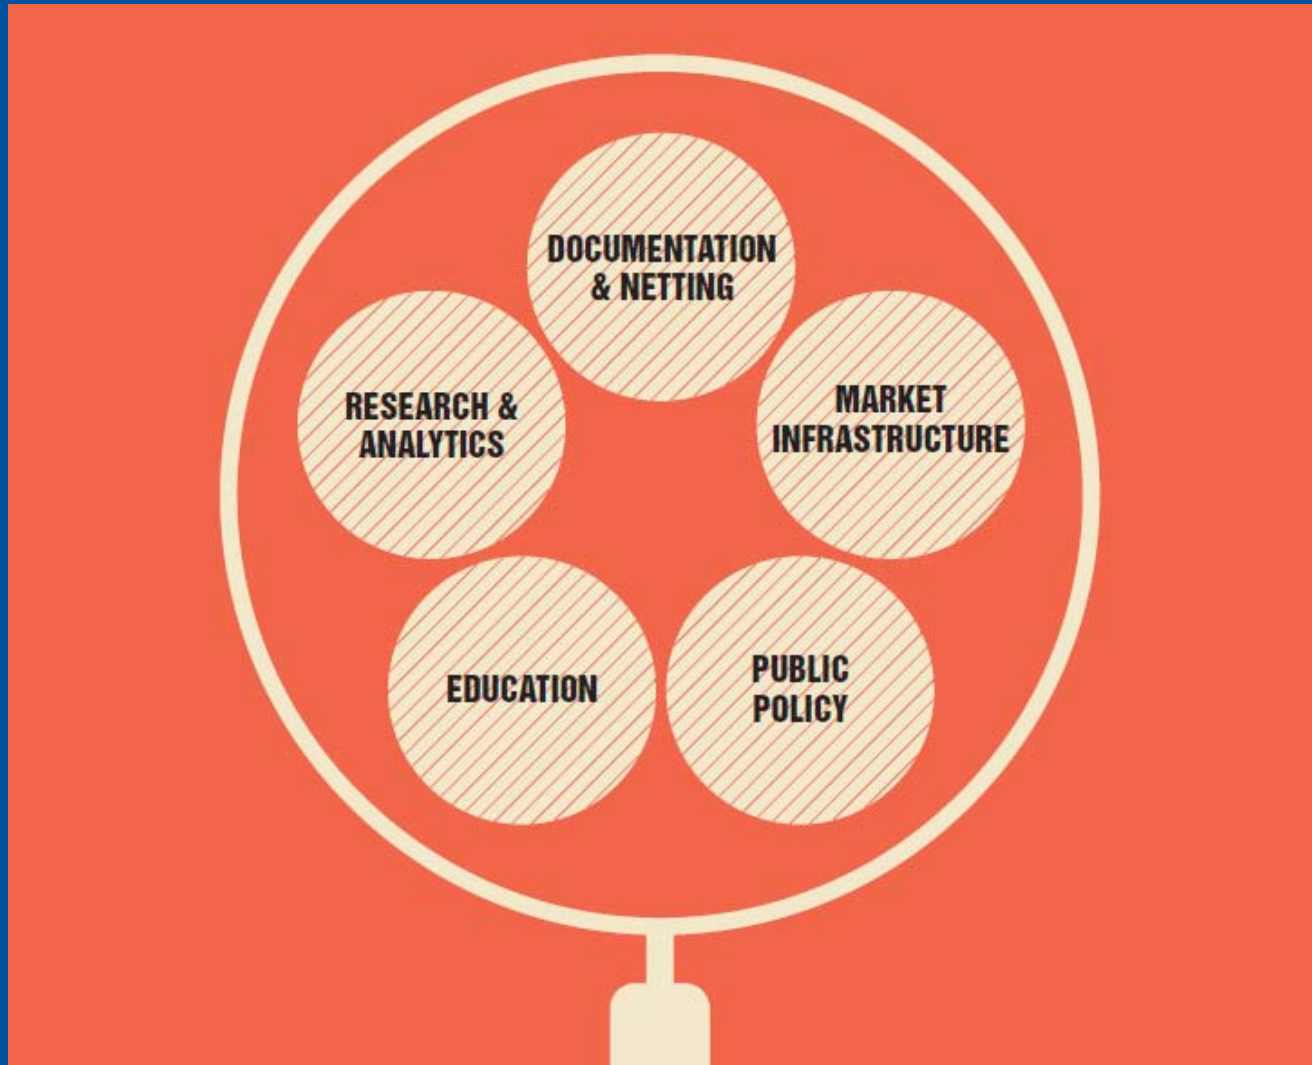 DOCUMENTATION
& NETTING
RESEARCH &
ANALYTICS
MARKET
INFRASTRUCTURE
EDUCATION
PUBLIC
POLICY